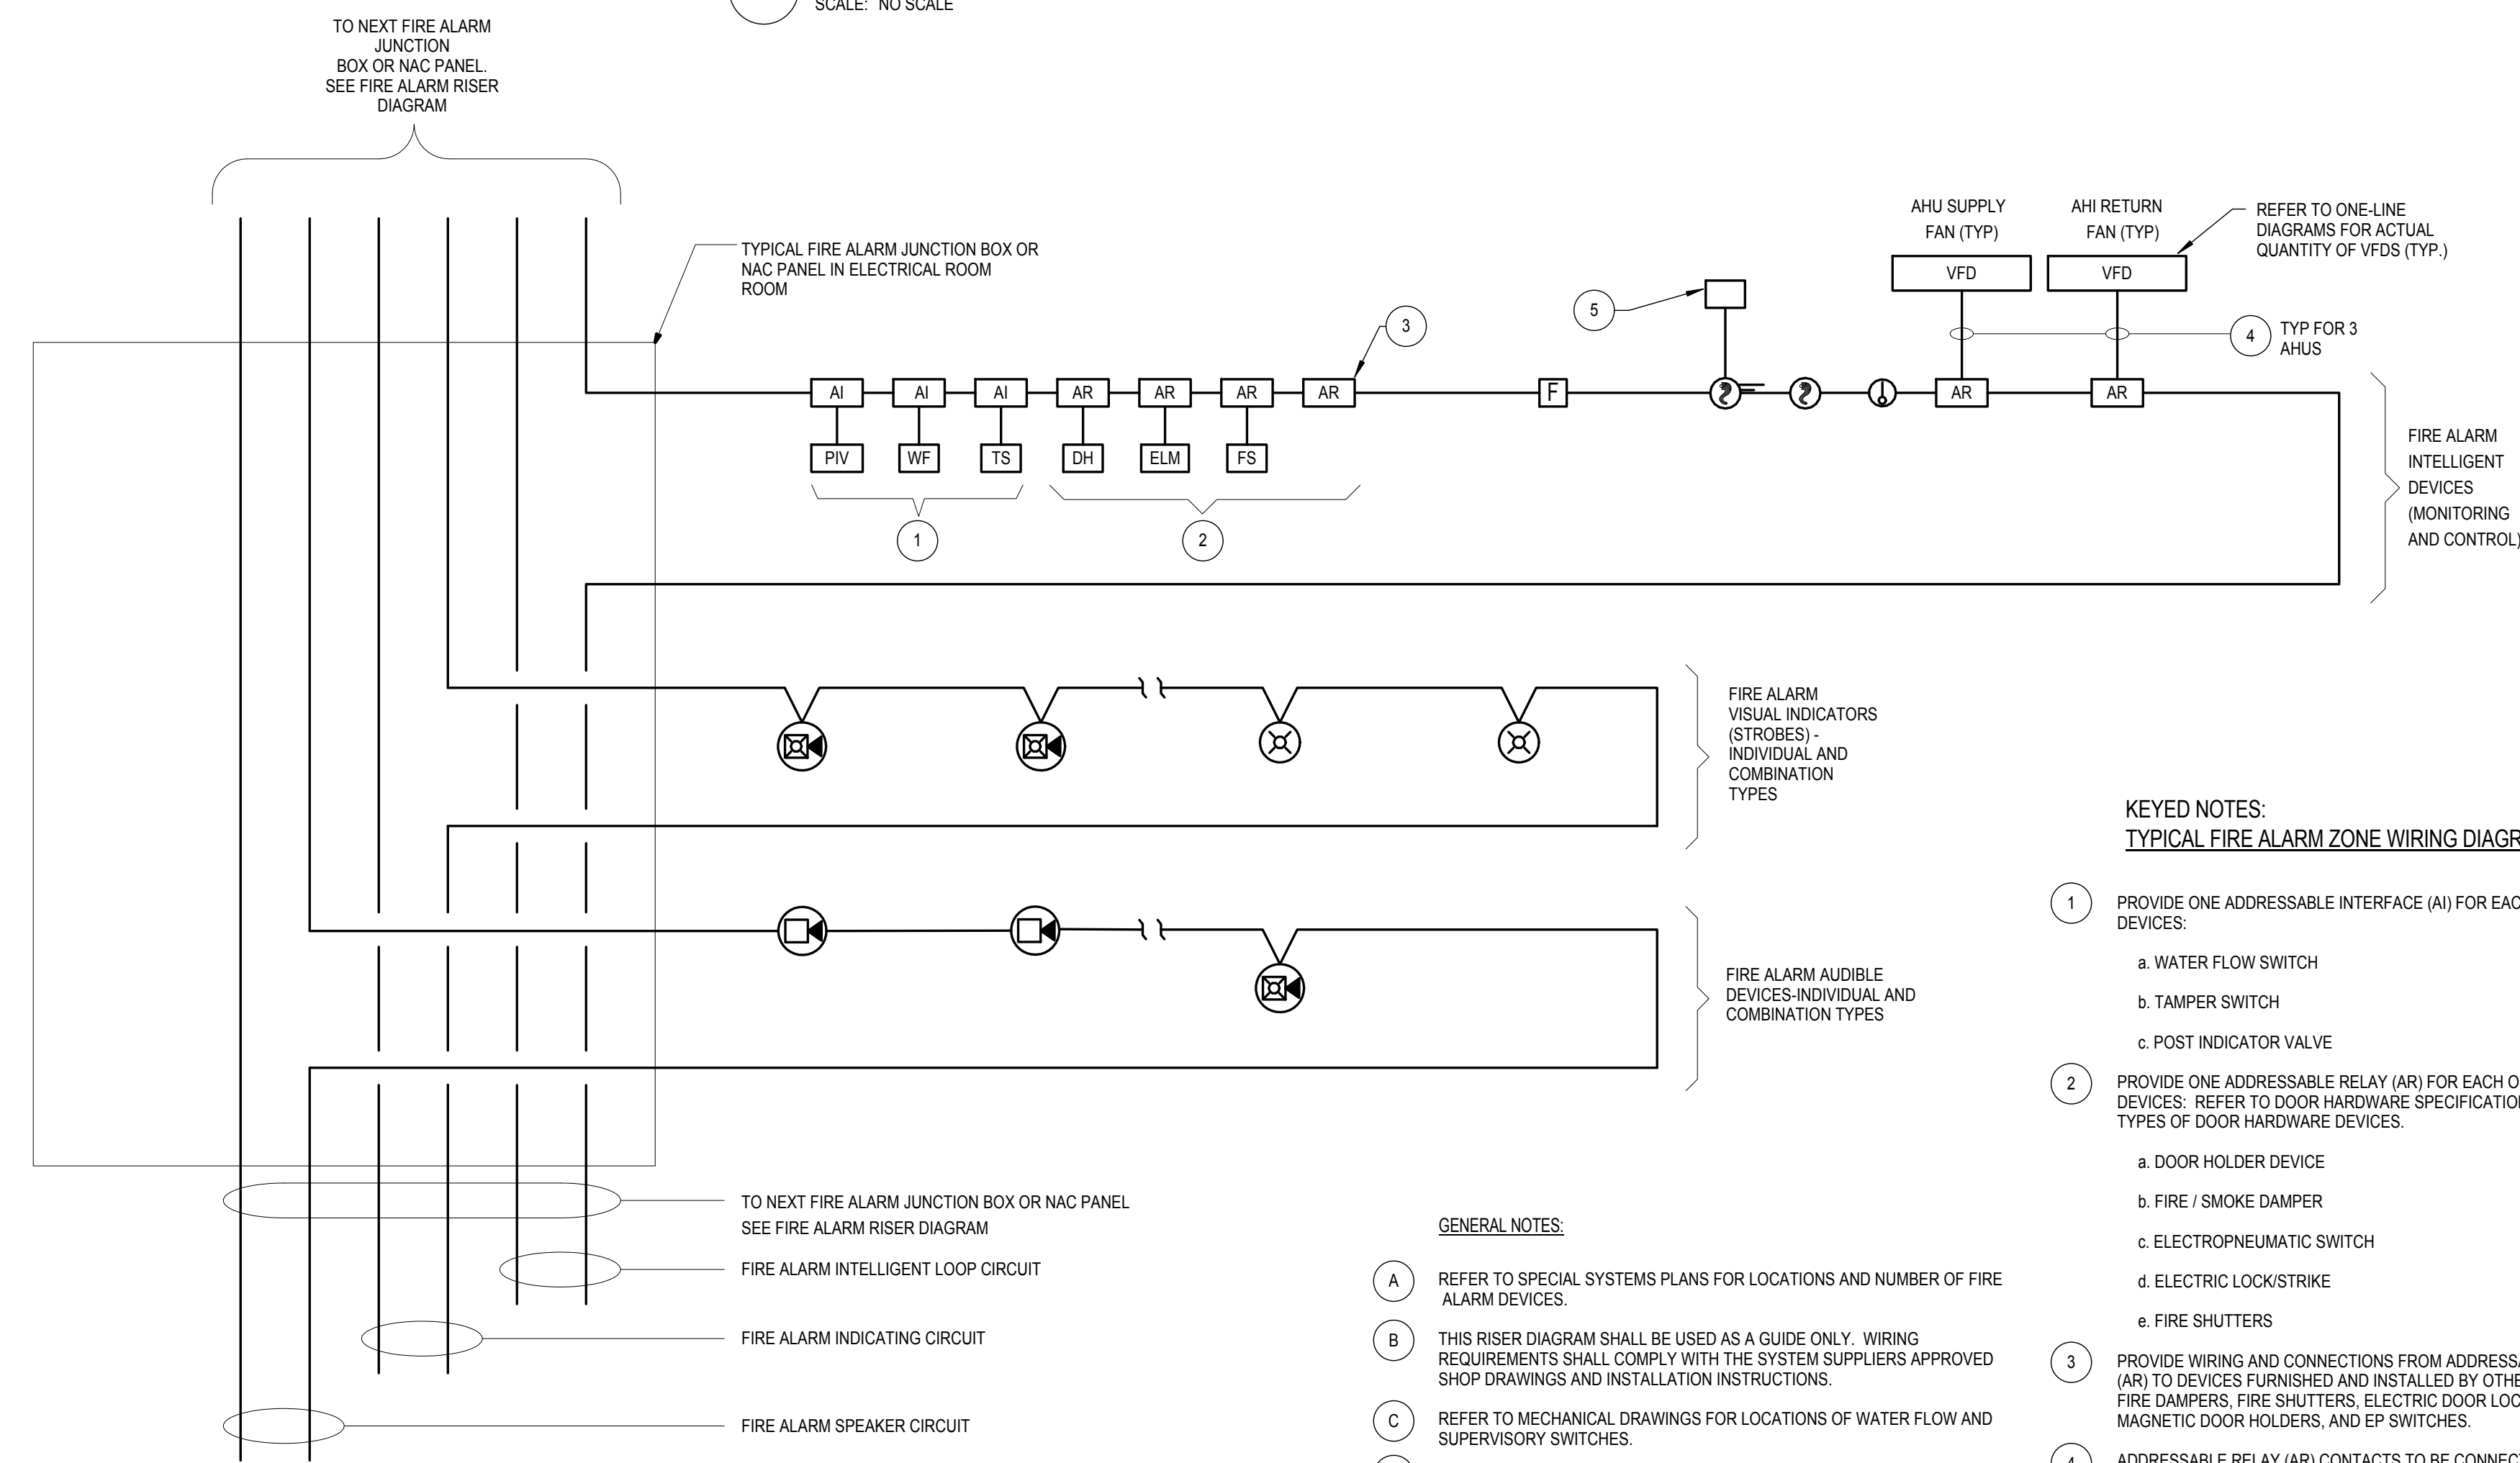 SCALE: NO SCALE
TO NEXT FIRE ALARM
JUNCTION
BOX OR NAC PANEL.
SEE FIRE ALARM RISER
DIAGRAM
TYPICAL FIRE ALARM JUNCTION BOX OR
NAC PANEL IN ELECTRICAL ROOM
ROOM
AHU SUPPLY
FAN (TYP)
AHI RETURN
FAN (TYP)
REFER TO ONE-LINE
DIAGRAMS FOR ACTUAL
QUANTITY OF VFDS (TYP.)
VFD
VFD
5
3
4
TYP FOR 3
AHUS
AI
AI
AI
AR
AR
AR
AR
F
AR
AR
PIV
WF
TS
DH
ELM
FS
1
2
FIRE ALARM
INTELLIGENT
DEVICES
(MONITORING
AND CONTROL)
FIRE ALARM
VISUAL INDICATORS
(STROBES) -
INDIVIDUAL AND
COMBINATION
TYPES
FIRE ALARM AUDIBLE
DEVICES-INDIVIDUAL AND
COMBINATION TYPES
TO NEXT FIRE ALARM JUNCTION BOX OR NAC PANEL
SEE FIRE ALARM RISER DIAGRAM
FIRE ALARM INTELLIGENT LOOP CIRCUIT
FIRE ALARM INDICATING CIRCUIT
FIRE ALARM SPEAKER CIRCUIT
GENERAL NOTES:
A REFER TO SPECIAL SYSTEMS PLANS FOR LOCATIONS AND NUMBER OF FIRE
ALARM DEVICES.
B THIS RISER DIAGRAM SHALL BE USED AS A GUIDE ONLY. WIRING
REQUIREMENTS SHALL COMPLY WITH THE SYSTEM SUPPLIERS APPROVED
SHOP DRAWINGS AND INSTALLATION INSTRUCTIONS.
C REFER TO MECHANICAL DRAWINGS FOR LOCATIONS OF WATER FLOW AND
SUPERVISORY SWITCHES.
KEYED NOTES:
TYPICAL FIRE ALARM ZONE WIRING
1 PROVIDE ONE ADDRESSABLE INTERFACE (AI) FOR
DEVICES:
a. WATER FLOW SWITCH
b. TAMPER SWITCH
c. POST INDICATOR VALVE
2 PROVIDE ONE ADDRESSABLE RELAY (AR) FOR EACH
DEVICES: REFER TO DOOR HARDWARE
TYPES OF DOOR HARDWARE DEVICES.
a. DOOR HOLDER DEVICE
b. FIRE / SMOKE DAMPER
c. ELECTROPNEUMATIC SWITCH
d. ELECTRIC LOCK/STRIKE
e. FIRE SHUTTERS
3 PROVIDE WIRING AND CONNECTIONS FROM
(AR) TO DEVICES FURNISHED AND INSTALLED BY
FIRE DAMPERS, FIRE SHUTTERS, ELECTRIC DOOR
MAGNETIC DOOR HOLDERS, AND EP SWITCHES.
4 ADDRESSABLE RELAY (AR) CONTACTS TO BE